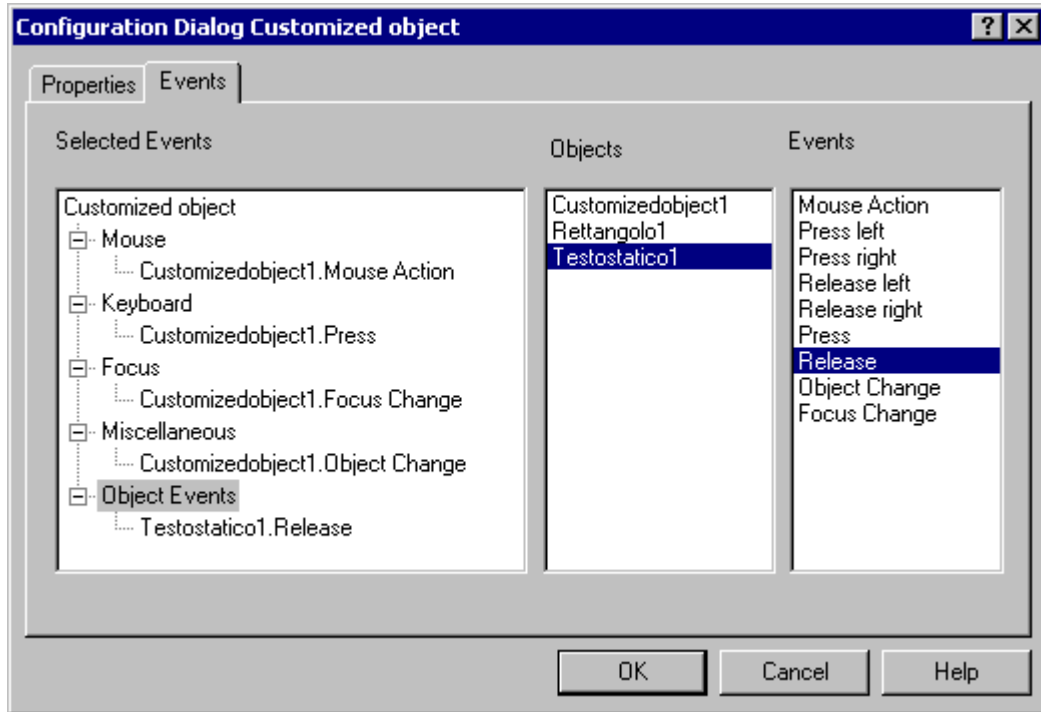 Configuration Dialog Customized object
Properties
Events
Selected Events
Objects
Events
Customized object
Mouse
Customizedobject1.Mouse Action
Keyboard
Customizedobject1.Press
Focus
Customizedobject1.Focus Change
Miscellaneous
Customizedobject1.Object Change
Object Events
Testostatico1.Release
Customizedobject1
Rettangolo1
Testostatico1
Mouse Action
Press left
Press right
Release left
Release right
Press
Release
Object Change
Focus Change
OK
Cancel
Help